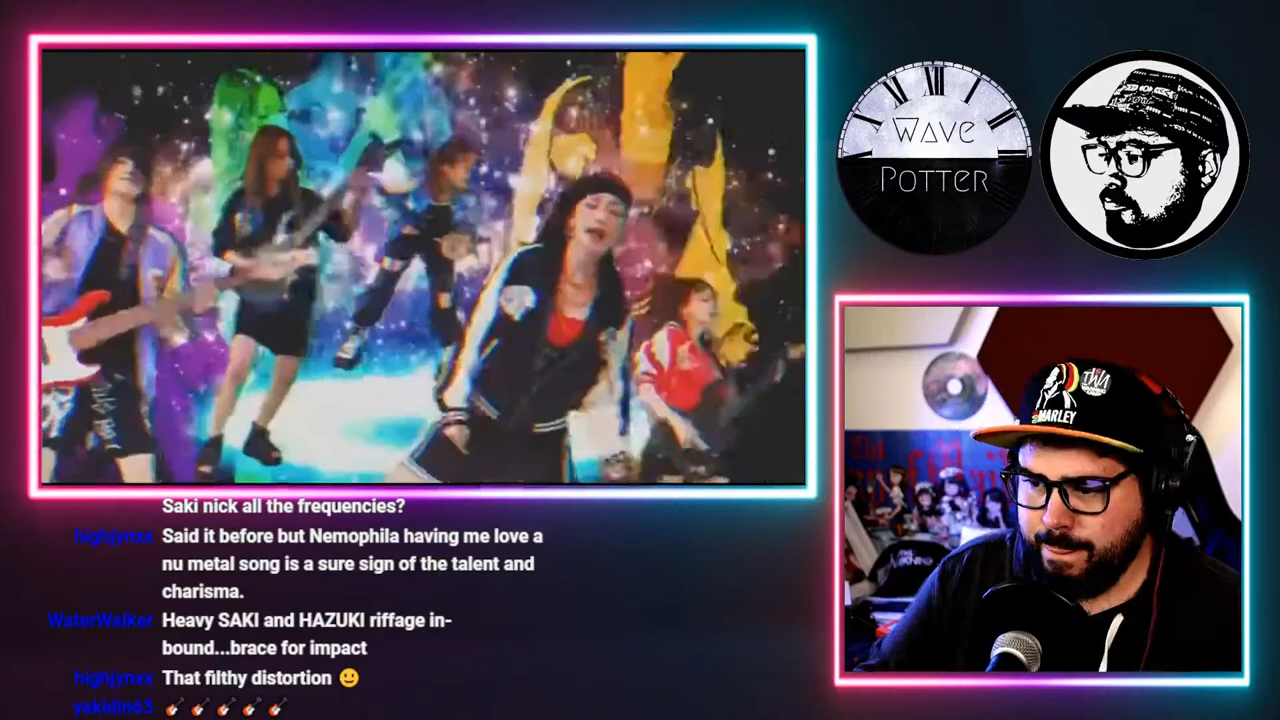 WAVE
POTTER
MARLEY
Saki nick all the frequencies?
highjynxx Said it before but Nemophila having me love a
nu metal song is a sure sign of the talent and
charisma.
WaterWalker Heavy SAKI and HAZUKI riffage in-
bound...brace for impact
highjynxx That filthy distortion 🙂
yakidin63 🎸 🎸 🎸 🎸 🎸